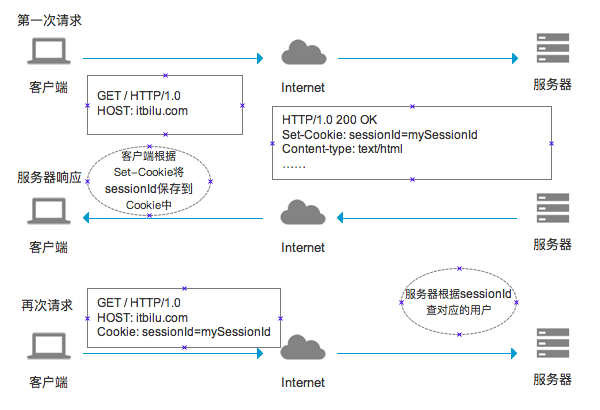 第一次请求
客户端
Internet
服务器
GET / HTTP/1.0
HOST: itbilu.com
HTTP/1.0 200 OK
Set-Cookie: sessionId=mySessionId
Content-type: text/html
……
客户端根据
Set-Cookie将
sessionId保存到
Cookie中
服务器响应
客户端
Internet
服务器
服务器根据sessionId
查对应的用户
再次请求
GET / HTTP/1.0
HOST: itbilu.com
Cookie: sessionId=mySessionId
客户端
Internet
服务器